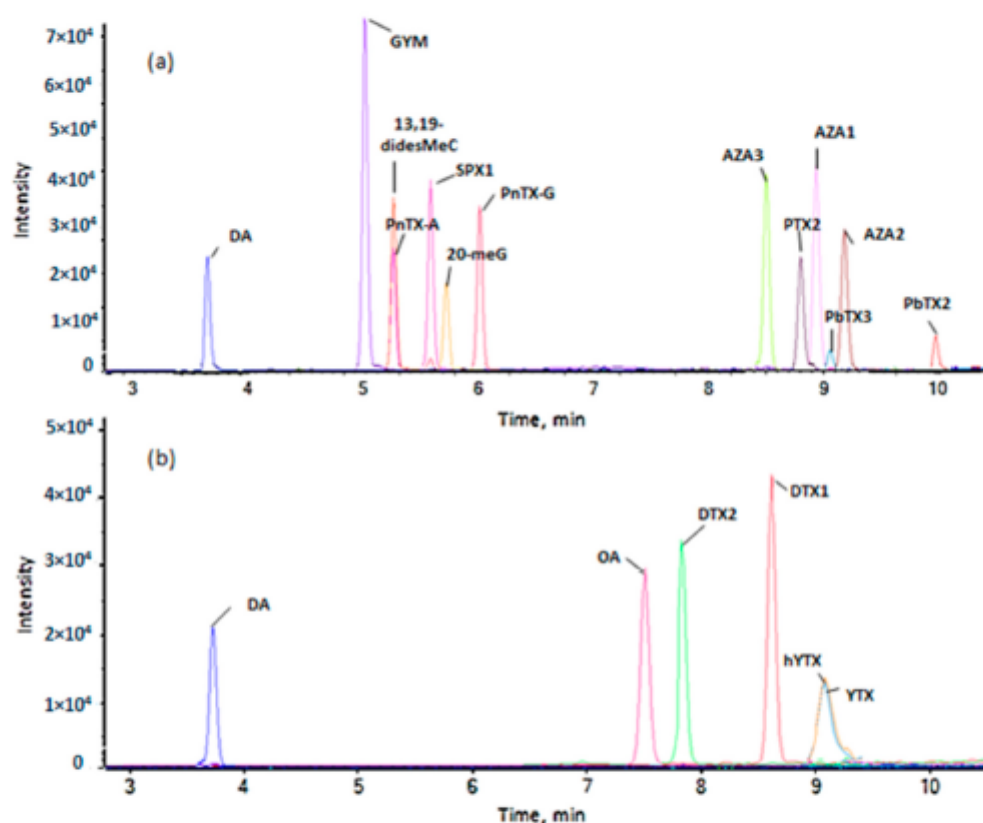 (a)
7×10⁴
6×10⁴
5×10⁴
4×10⁴
3×10⁴
2×10⁴
1×10⁴
0
Intensity
DA
GYM
13,19-
didesMeC
PnTX-A
SPX1
20-meG
PnTX-G
AZA3
PTX2
AZA1
PbTX3
AZA2
PbTX2
3 4 5 6 7 8 9 10
Time, min
(b)
5×10⁴
4×10⁴
3×10⁴
2×10⁴
1×10⁴
0
Intensity
DA
OA
DTX2
DTX1
hYTX
YTX
3 4 5 6 7 8 9 10
Time, min